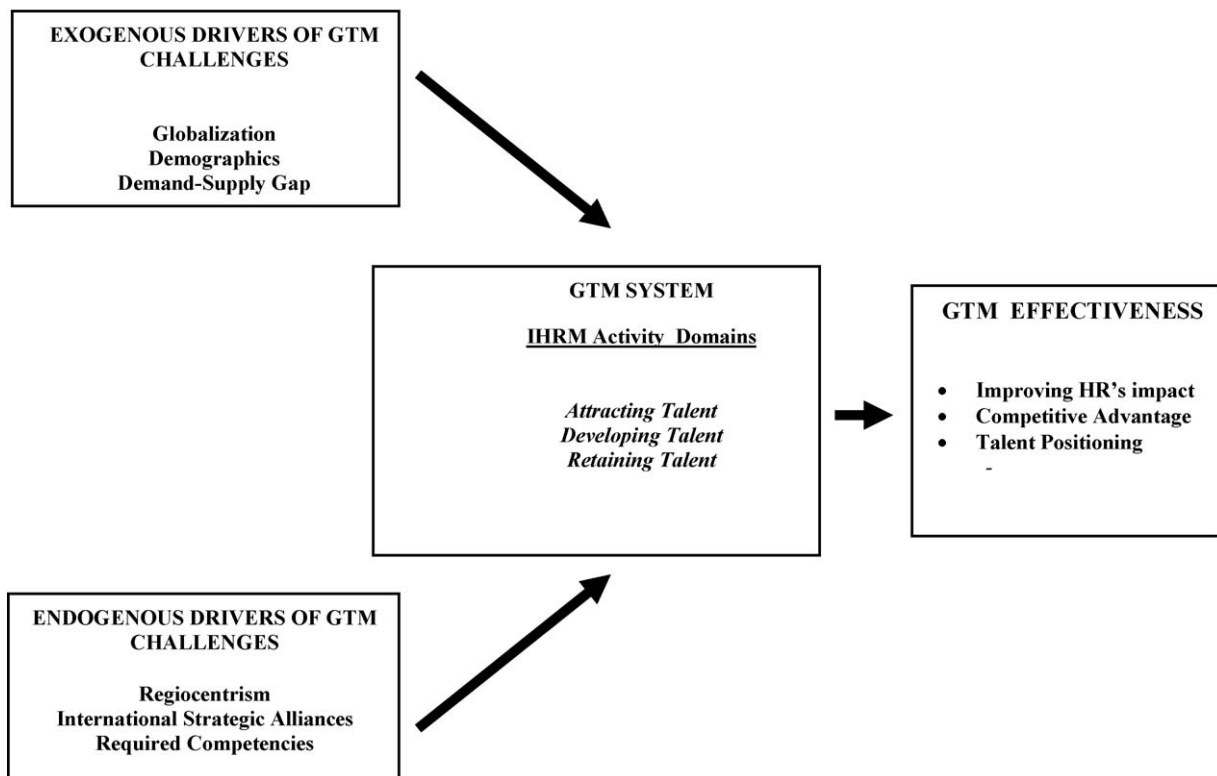 EXOGENOUS DRIVERS OF GTM
CHALLENGES
Globalization
Demographics
Demand-Supply Gap
GTM SYSTEM
IHRM Activity Domains
Attracting Talent
Developing Talent
Retaining Talent
GTM EFFECTIVENESS
• Improving HR’s impact
• Competitive Advantage
• Talent Positioning
-
ENDOGENOUS DRIVERS OF GTM
CHALLENGES
Regiocentrism
International Strategic Alliances
Required Competencies